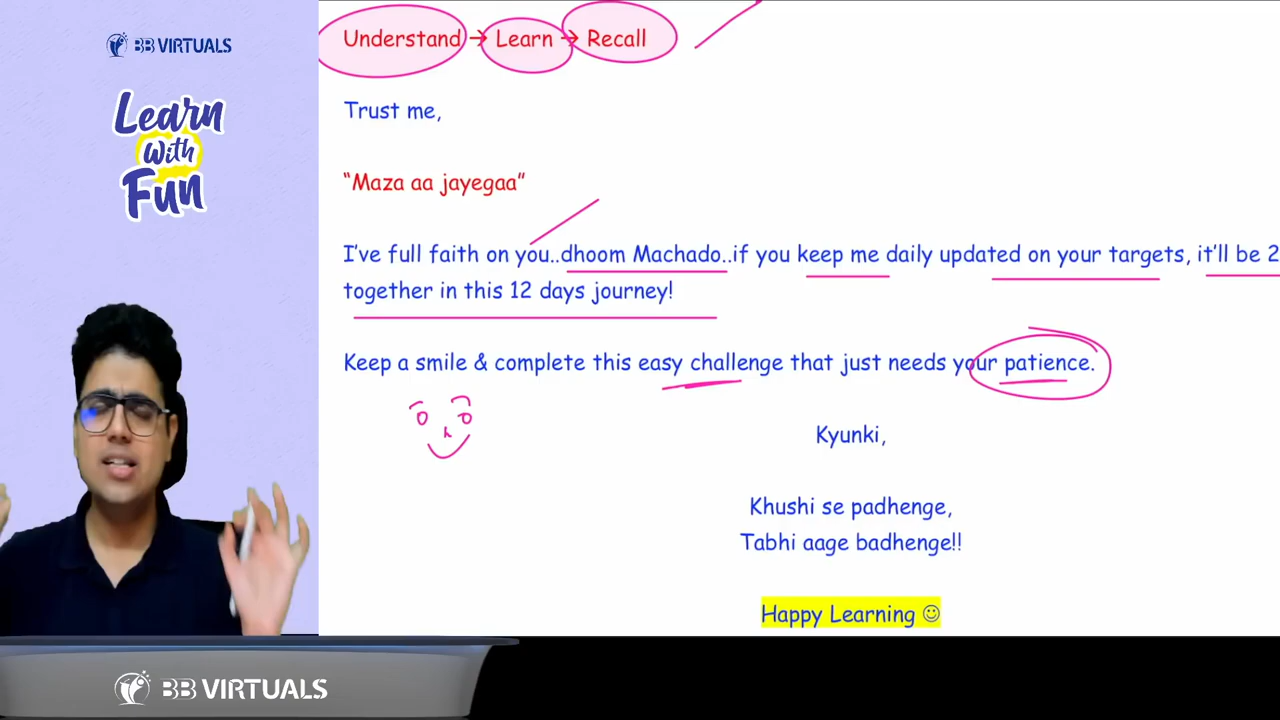 BB VIRTUALS
Learn
With
Fun
Understand → Learn → Recall
Trust me,
“Maza aa jayegaa”
I’ve full faith on you..dhoom Machado..if you keep me daily updated on your targets, it’ll be 2
together in this 12 days journey!
Keep a smile & complete this easy challenge that just needs your patience.
Kyunki,
Khushi se padhenge,
Tabhi aage badhenge!!
Happy Learning ☺
BB VIRTUALS